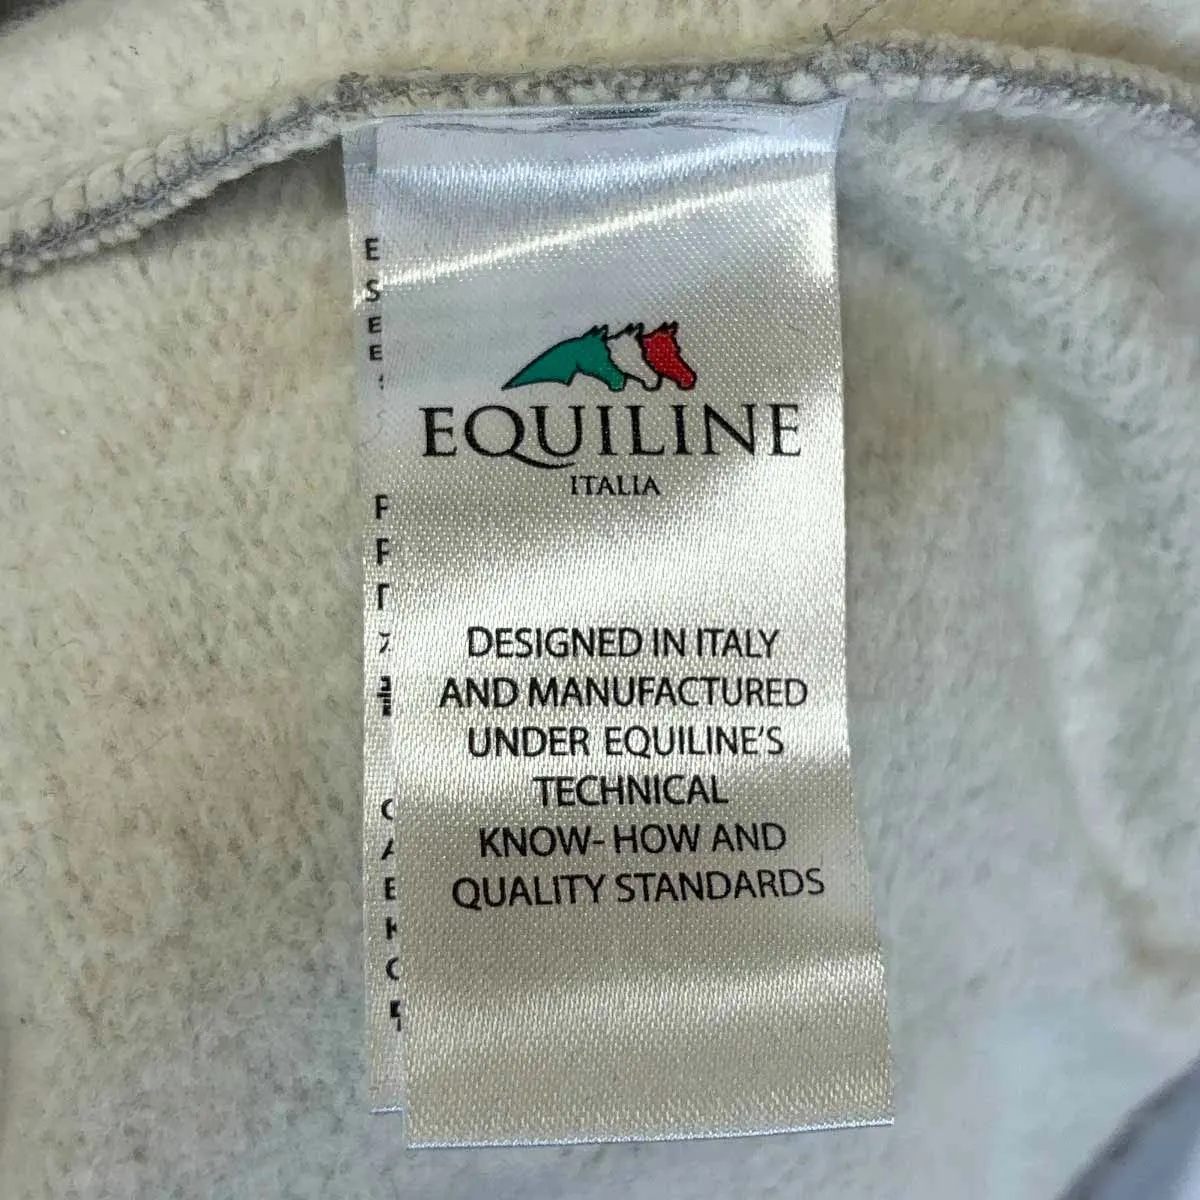 EQUILINE
ITALIA
DESIGNED IN ITALY
AND MANUFACTURED
UNDER EQUILINE'S
TECHNICAL
KNOW- HOW AND
QUALITY STANDARDS